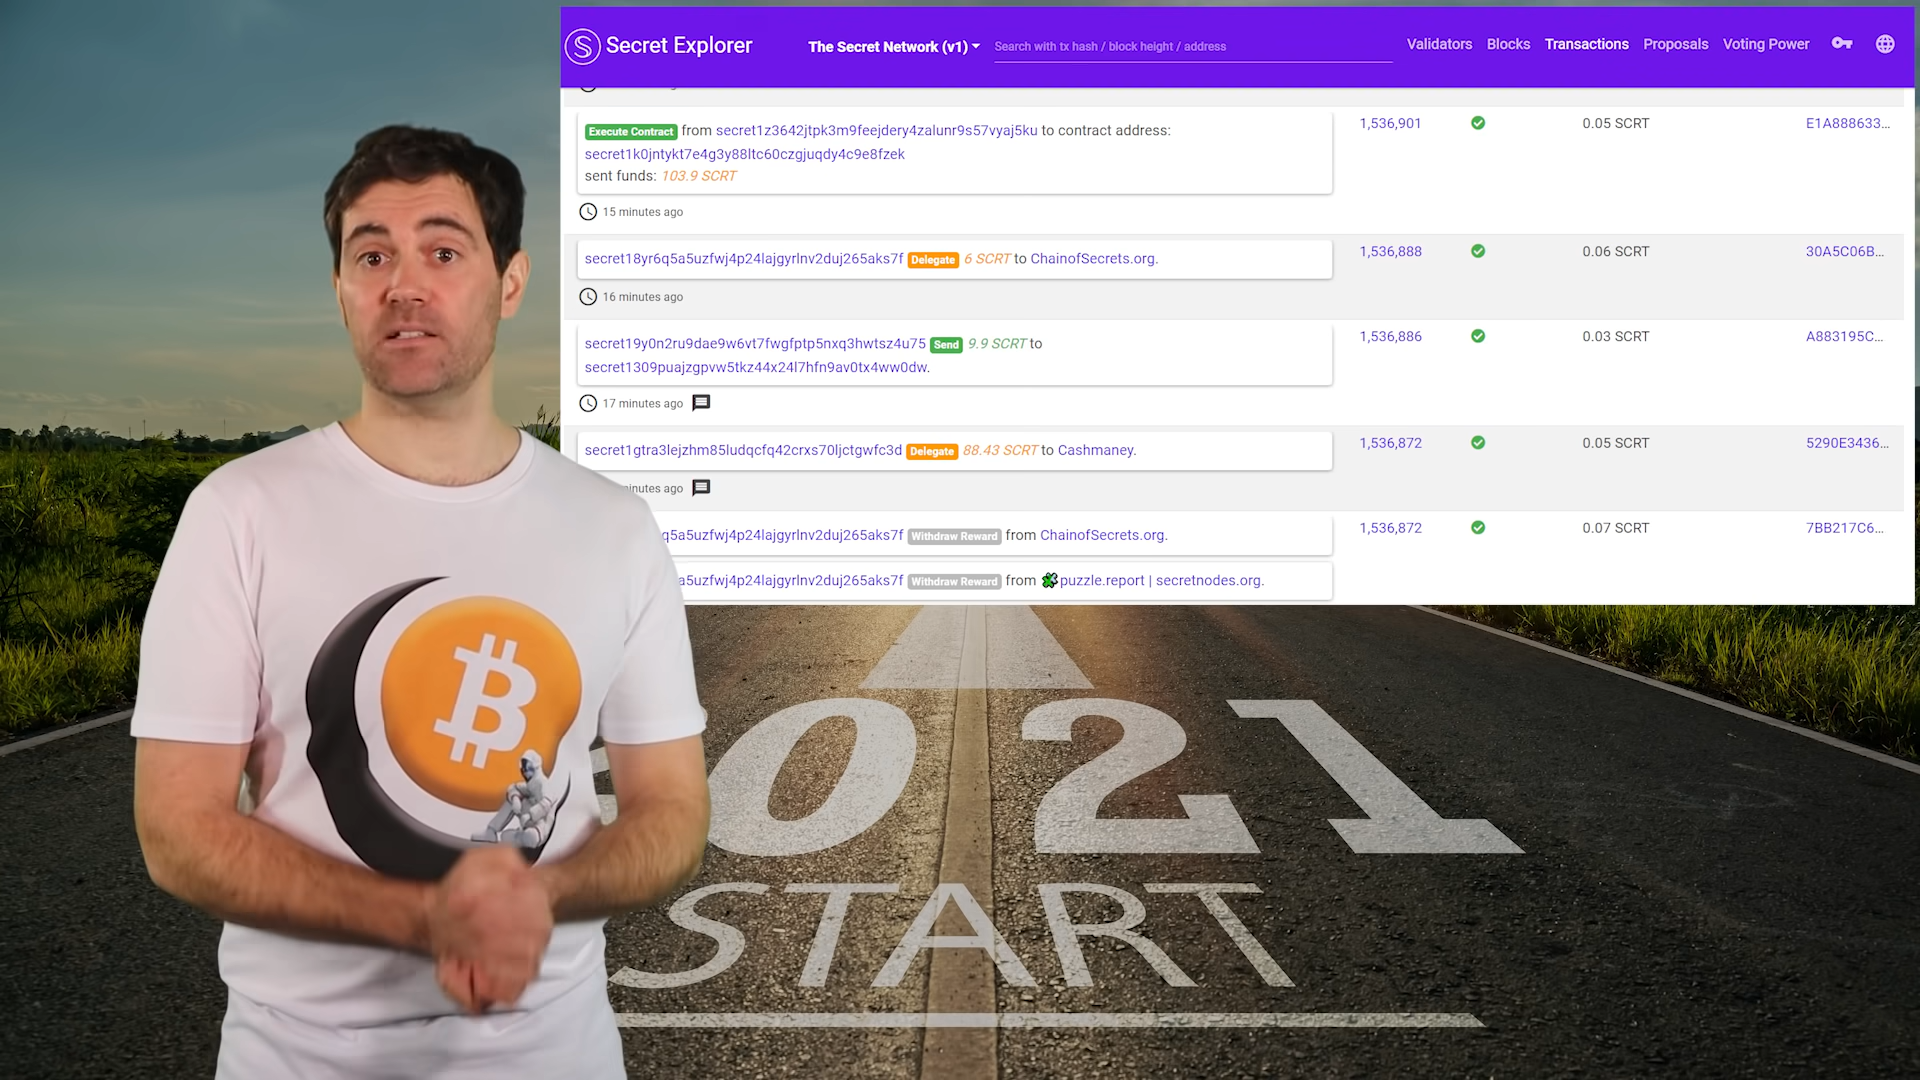 Secret Explorer
The Secret Network (v1)
Search with tx hash / block height / address
Validators Blocks Transactions Proposals Voting Power
Execute Contract from secret1z3642jtpk3m9feejdery4zalunr9s57vyaj5ku to contract address: 1,536,901 0.05 SCRT E1A888633...
secret1k0jntykt7e4g3y88ltc60czgjuqdy4c9e8fzek
sent funds: 103.9 SCRT
15 minutes ago
secret18yr6q5a5uzfwj4p24lajgyrlnv2duj265aks7f Delegate 6 SCRT to ChainofSecrets.org. 1,536,888 0.06 SCRT 30A5C06B...
16 minutes ago
secret19y0n2ru9dae9w6vt7fwgfptp5nxq3hwtsz4u75 Send 9.9 SCRT to 1,536,886 0.03 SCRT A883195C...
secret1309puajzgpvw5tkz44x24l7hfn9av0tx4ww0dw.
17 minutes ago
secret1gtra3lejzhm85ludqcfq42crxs70ljctgwfc3d Delegate 88.43 SCRT to Cashmaney. 1,536,872 0.05 SCRT 5290E3436...
minutes ago
q5a5uzfwj4p24lajgyrlnv2duj265aks7f Withdraw Reward from ChainofSecrets.org. 1,536,872 0.07 SCRT 7BB217C6...
a5uzfwj4p24lajgyrlnv2duj265aks7f Withdraw Reward from puzzle.report | secretnodes.org.
021
START